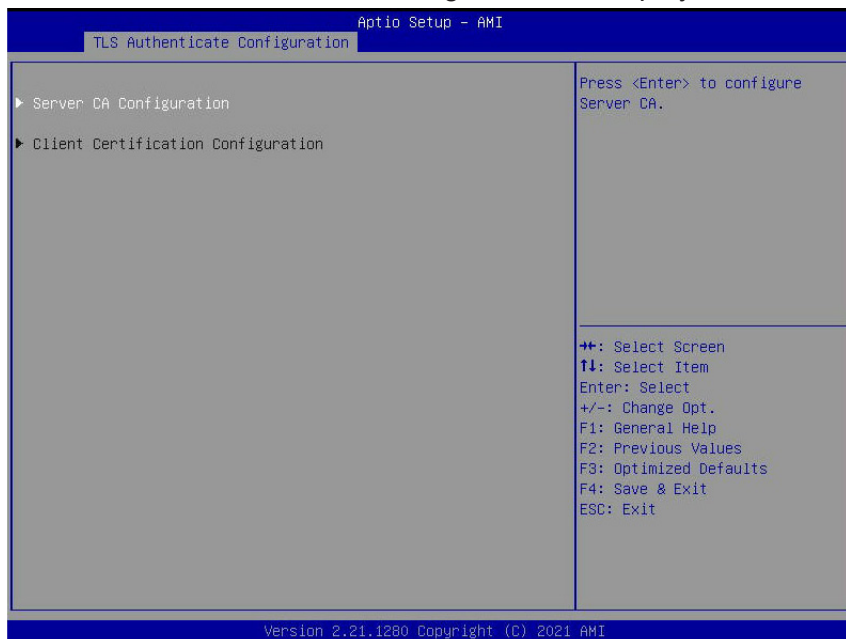 Aptio Setup – AMI
TLS Authenticate Configuration
▶ Server CA Configuration
▶ Client Certification Configuration
Press <Enter> to configure
Server CA.
→←: Select Screen
↑↓: Select Item
Enter: Select
+/-: Change Opt.
F1: General Help
F2: Previous Values
F3: Optimized Defaults
F4: Save & Exit
ESC: Exit
Version 2.21.1280 Copyright (C) 2021 AMI